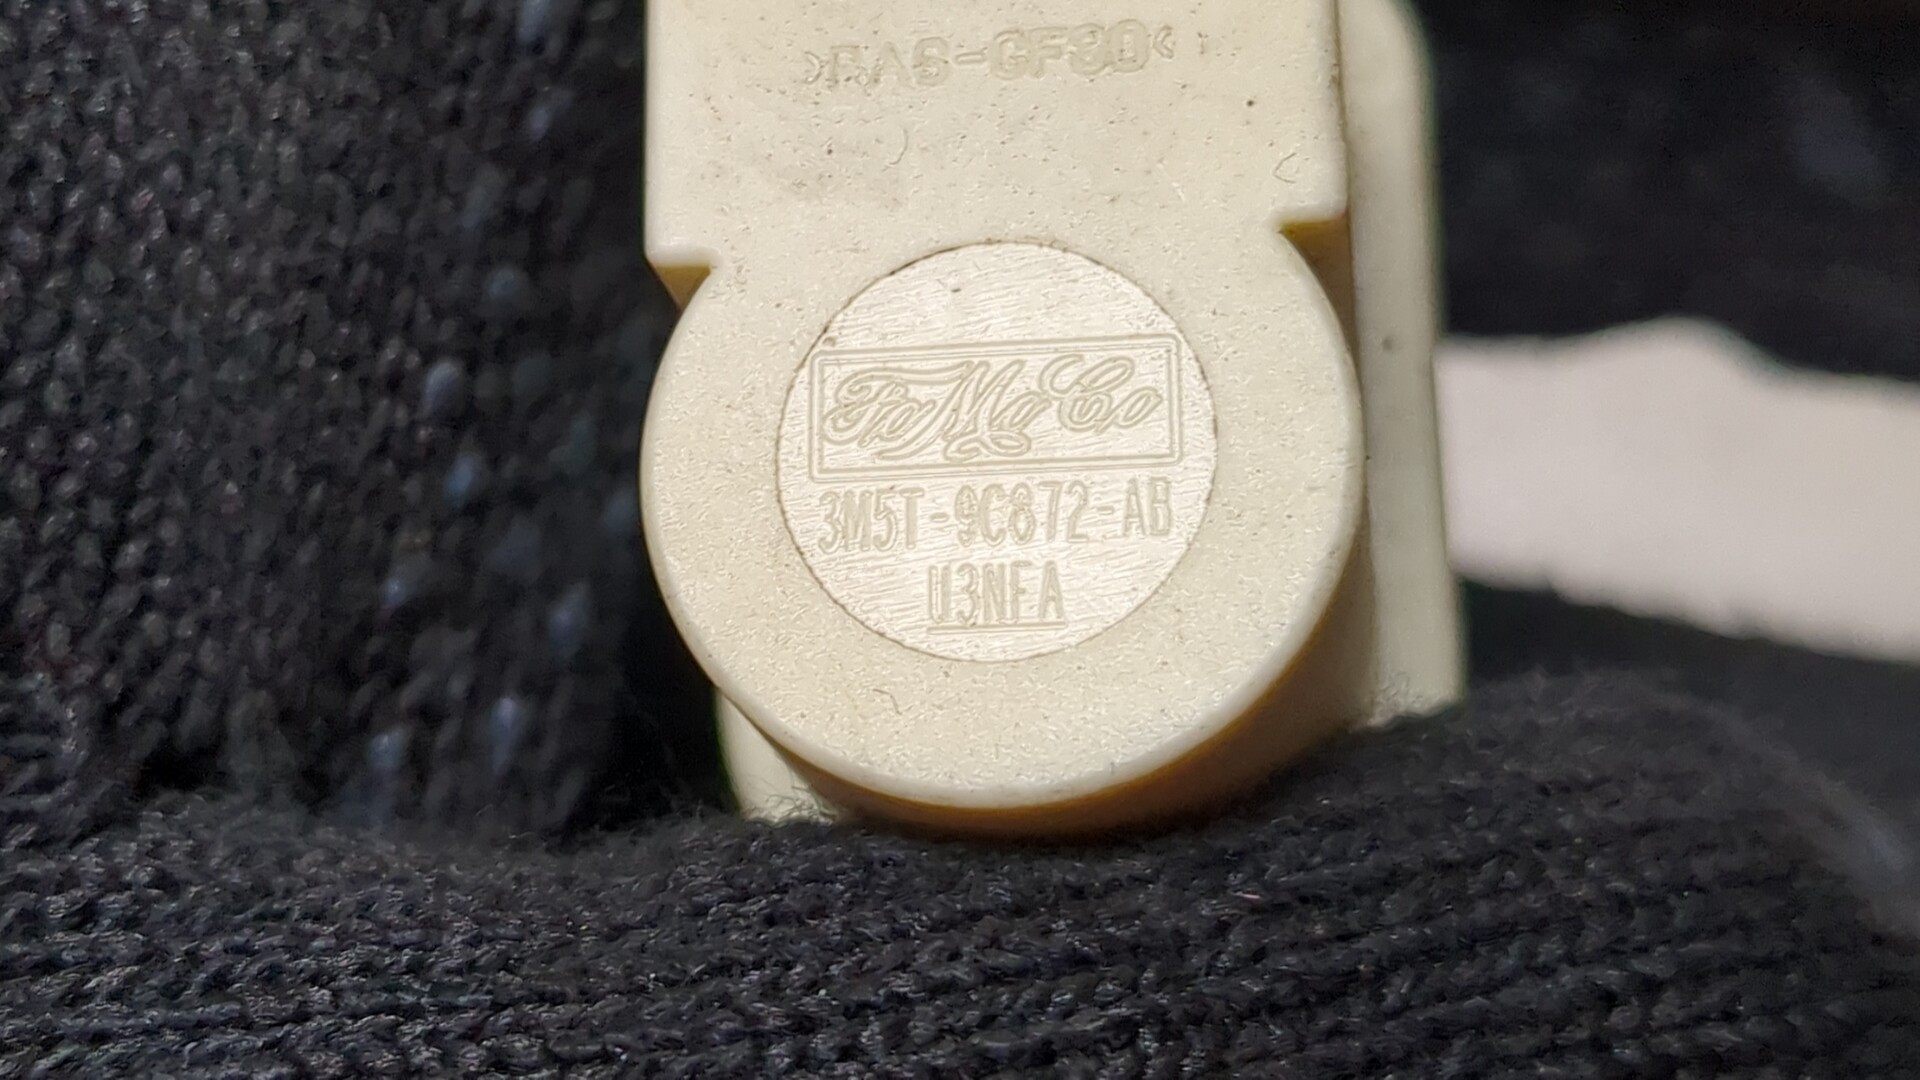 >PA6-GF30<
FoMoCo
3M5T-9C872-AB
U3NFA